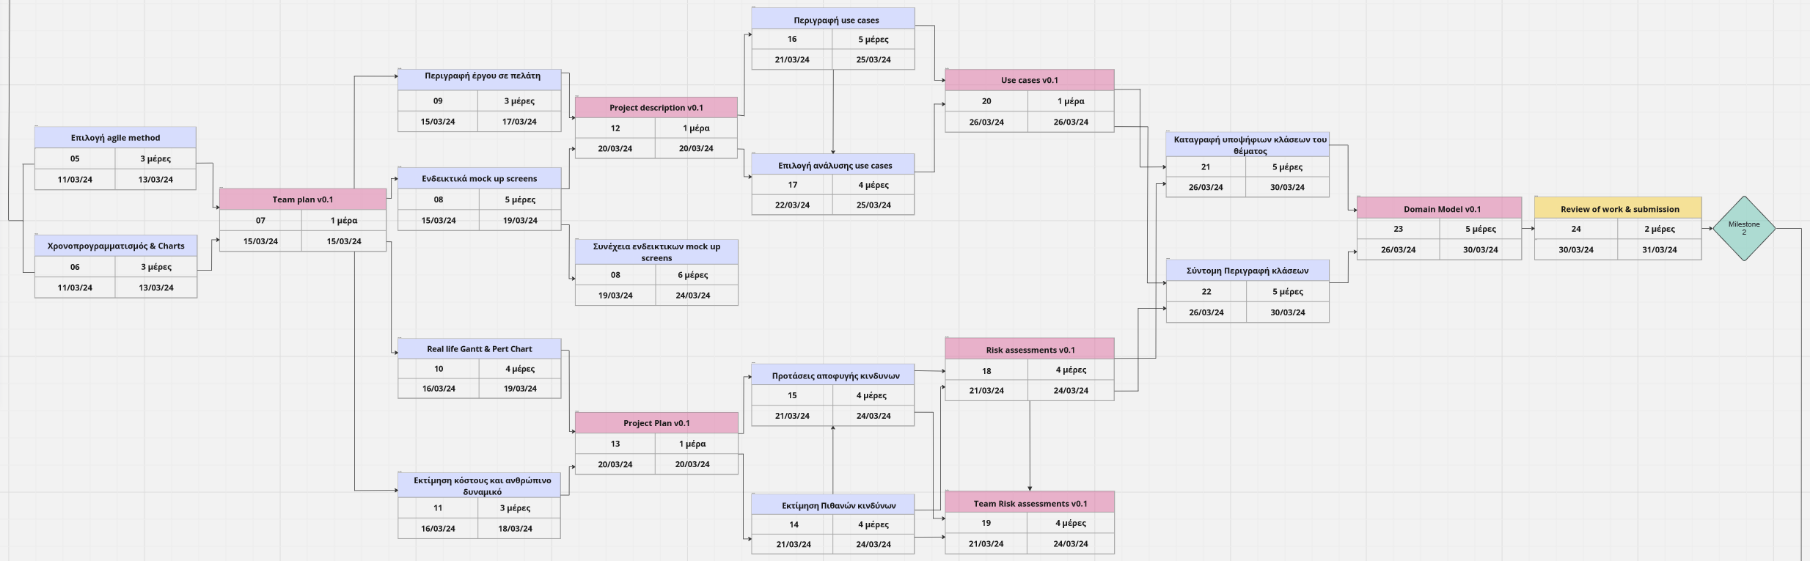 Επιλογή agile method
05 3 μέρες
11/03/24 13/03/24
Χρονοπρογραμματισμός & Charts
06 3 μέρες
11/03/24 13/03/24
Team plan v0.1
07 1 μέρα
15/03/24 15/03/24
Περιγραφή έργου σε πελάτη
09 3 μέρες
15/03/24 17/03/24
Ενδεικτικά mock up screens
08 5 μέρες
15/03/24 19/03/24
Real life Gantt & Pert Chart
10 4 μέρες
16/03/24 19/03/24
Εκτίμηση κόστους και ανθρώπινο
δυναμικό
11 3 μέρες
16/03/24 18/03/24
Project description v0.1
12 1 μέρα
20/03/24 20/03/24
Συνέχεια ενδεικτικων mock up
screens
08 6 μέρες
19/03/24 24/03/24
Project Plan v0.1
13 1 μέρα
20/03/24 20/03/24
Περιγραφή use cases
16 5 μέρες
21/03/24 25/03/24
Επιλογή ανάλυσης use cases
17 4 μέρες
22/03/24 25/03/24
Προτάσεις αποφυγής κινδυνων
15 4 μέρες
21/03/24 24/03/24
Εκτίμηση Πιθανών κινδύνων
14 4 μέρες
21/03/24 24/03/24
Use cases v0.1
20 1 μέρα
26/03/24 26/03/24
Risk assessments v0.1
18 4 μέρες
21/03/24 24/03/24
Team Risk assessments v0.1
19 4 μέρες
21/03/24 24/03/24
Καταγραφή υποψήφιων κλάσεων του
θέματος
21 5 μέρες
26/03/24 30/03/24
Σύντομη Περιγραφή κλάσεων
22 5 μέρες
26/03/24 30/03/24
Domain Model v0.1
23 5 μέρες
26/03/24 30/03/24
Review of work & submission
24 2 μέρες
30/03/24 31/03/24
Milestone
2